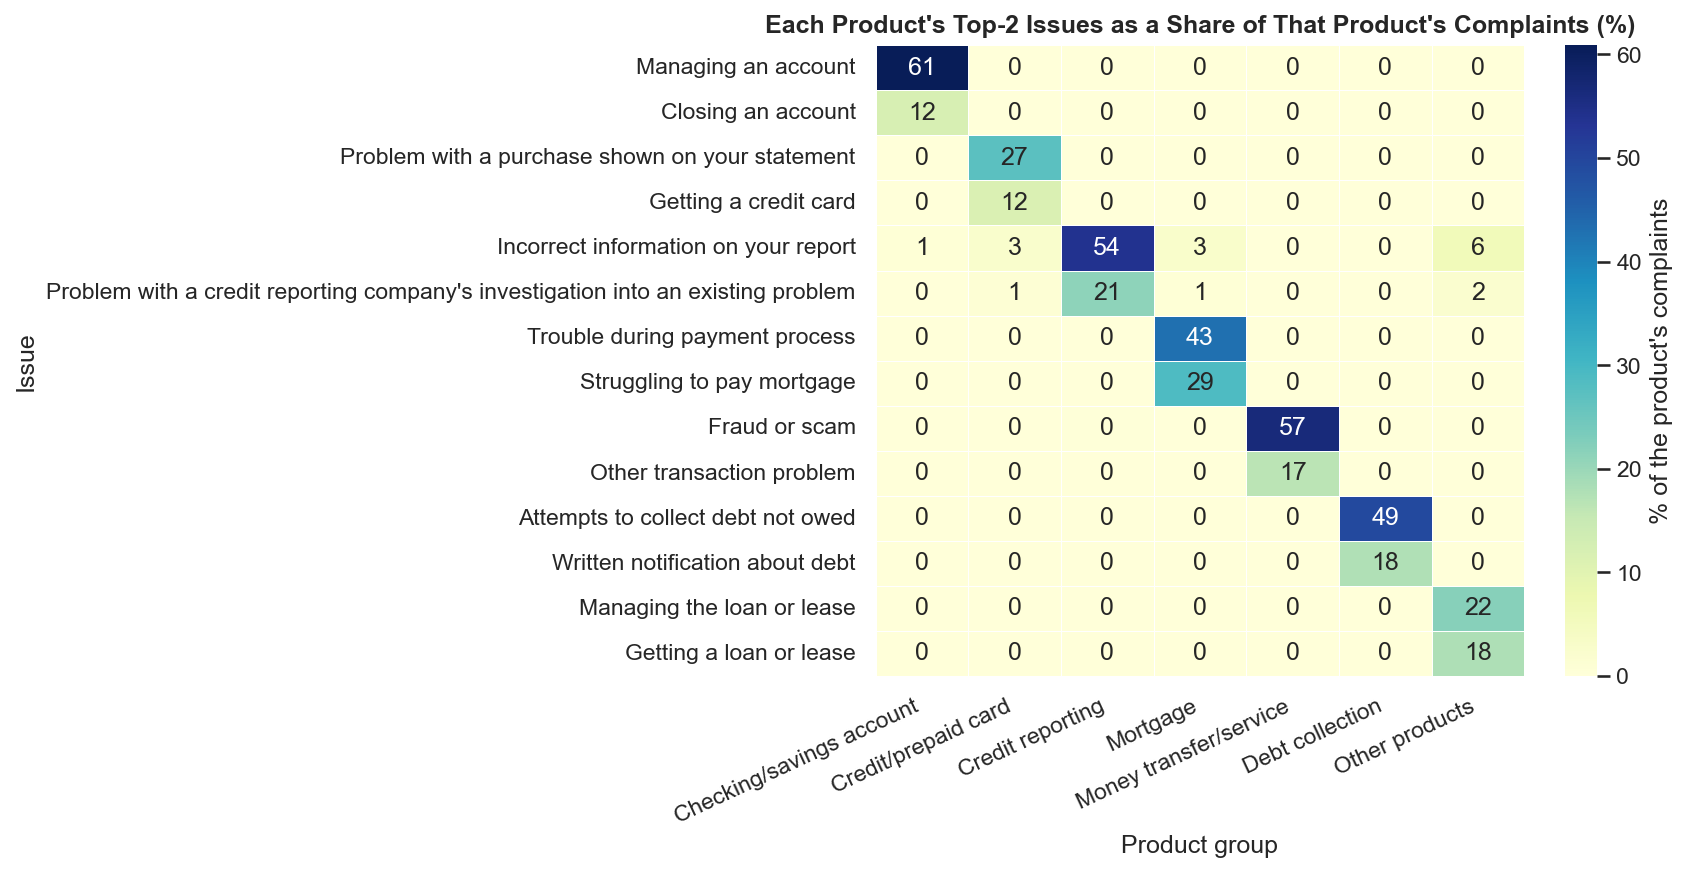 Each Product's Top-2 Issues as a Share of That Product's Complaints (%)
Managing an account 61 0 0 0 0 0 0
Closing an account 12 0 0 0 0 0 0
Problem with a purchase shown on your statement 0 27 0 0 0 0 0
Getting a credit card 0 12 0 0 0 0 0
Incorrect information on your report 1 3 54 3 0 0 6
Problem with a credit reporting company's investigation into an existing problem 0 1 21 1 0 0 2
Trouble during payment process 0 0 0 43 0 0 0
Struggling to pay mortgage 0 0 0 29 0 0 0
Fraud or scam 0 0 0 0 57 0 0
Other transaction problem 0 0 0 0 17 0 0
Attempts to collect debt not owed 0 0 0 0 0 49 0
Written notification about debt 0 0 0 0 0 18 0
Managing the loan or lease 0 0 0 0 0 0 22
Getting a loan or lease 0 0 0 0 0 0 18
Issue
Checking/savings account
Credit/prepaid card
Credit reporting
Mortgage
Money transfer/service
Debt collection
Other products
Product group
60
50
40
30
20
10
0
% of the product's complaints